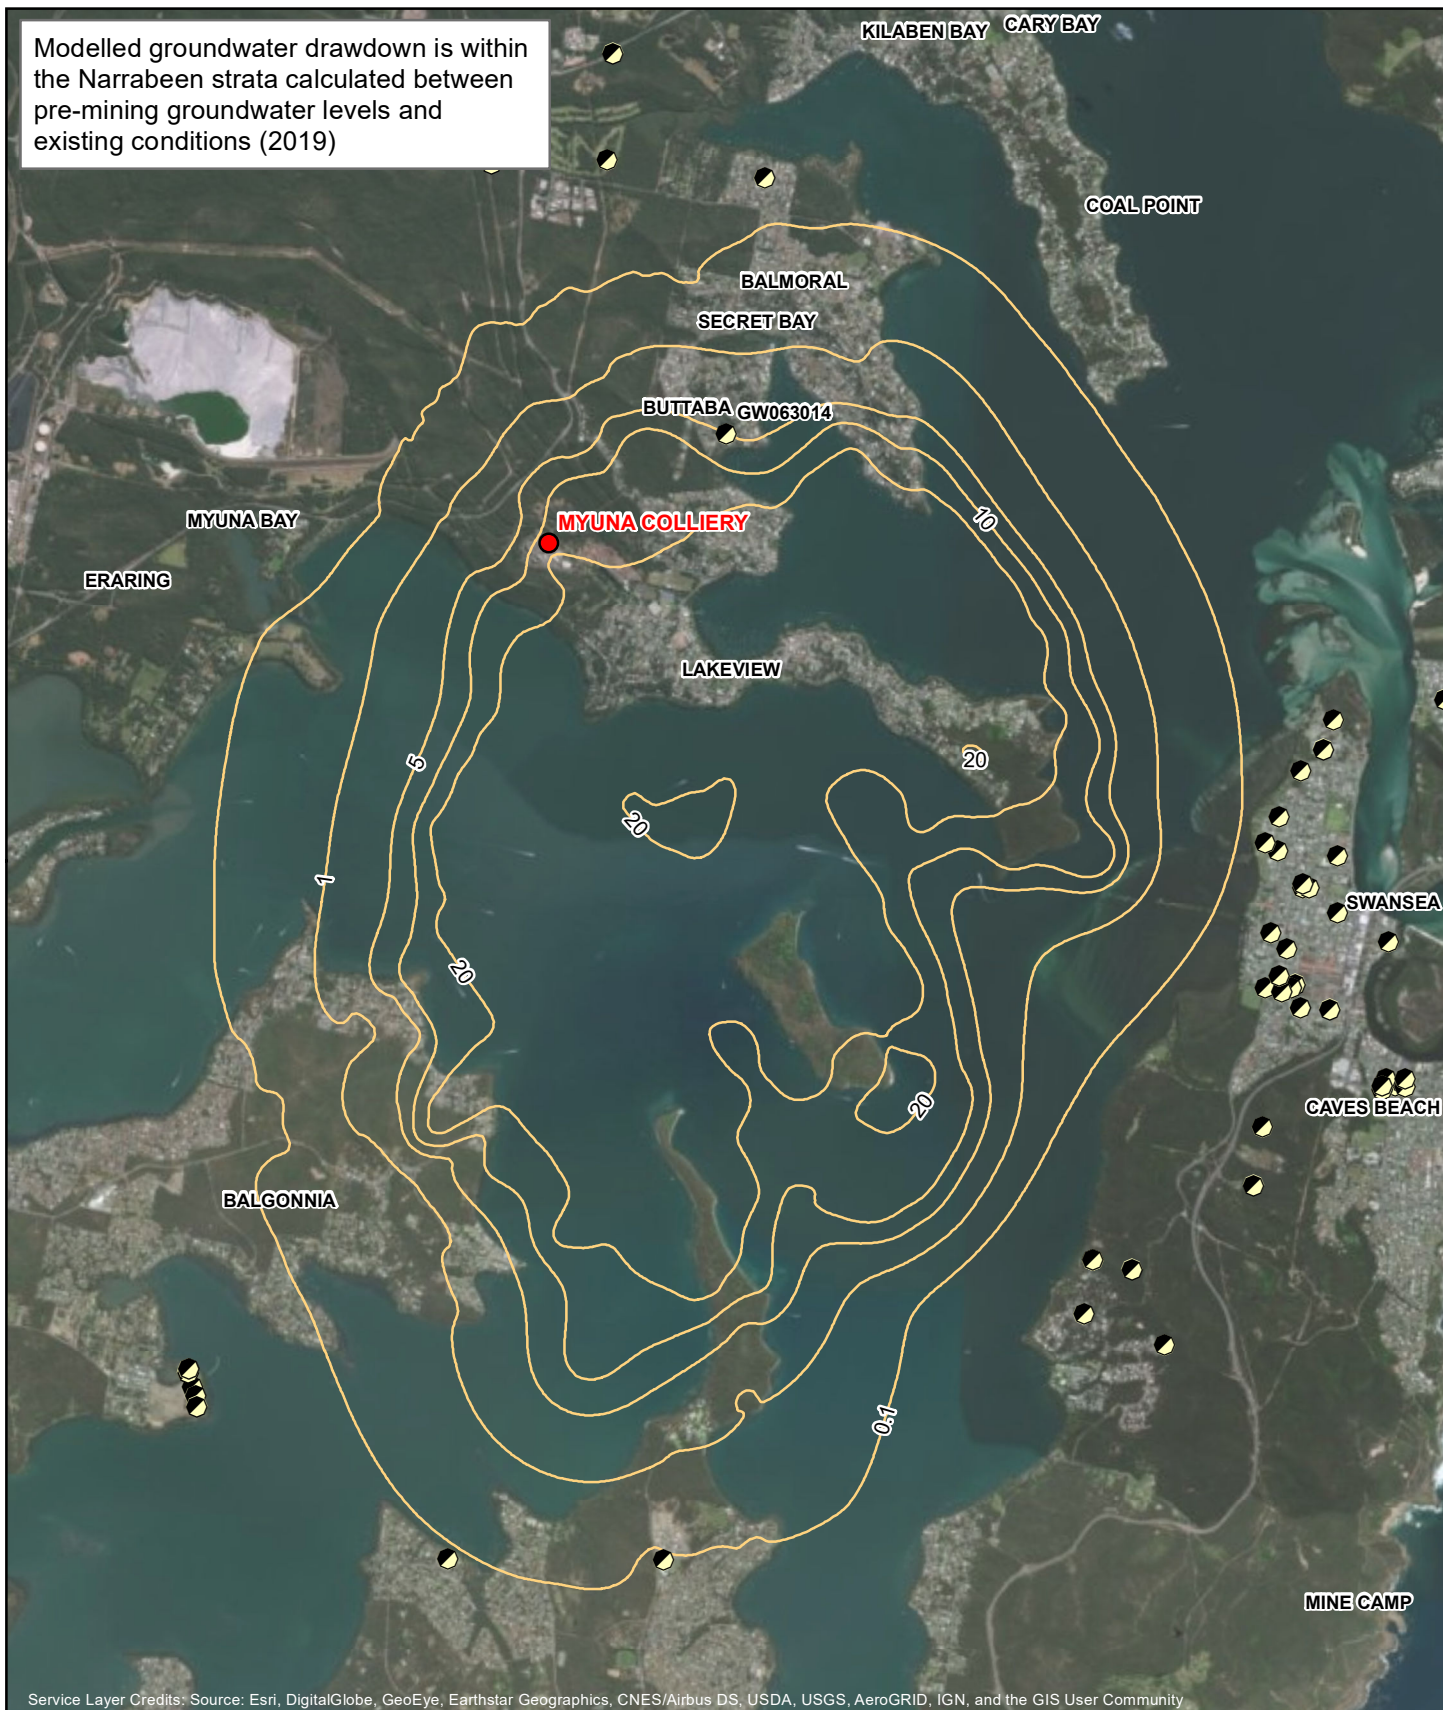 Modelled groundwater drawdown is within
the Narrabeen strata calculated between
pre-mining groundwater levels and
existing conditions (2019)
KILABEN BAY
CARY BAY
COAL POINT
BALMORAL
SECRET BAY
BUTTABA
GW063014
MYUNA BAY
MYUNA COLLIERY
10
ERARING
LAKEVIEW
5
20
20
1
SWANSEA
20
20
CAVES BEACH
BALGONNIA
0.1
MINE CAMP
Service Layer Credits: Source: Esri, DigitalGlobe, GeoEye, Earthstar Geographics, CNES/Airbus DS, USDA, USGS, AeroGRID, IGN, and the GIS User Community